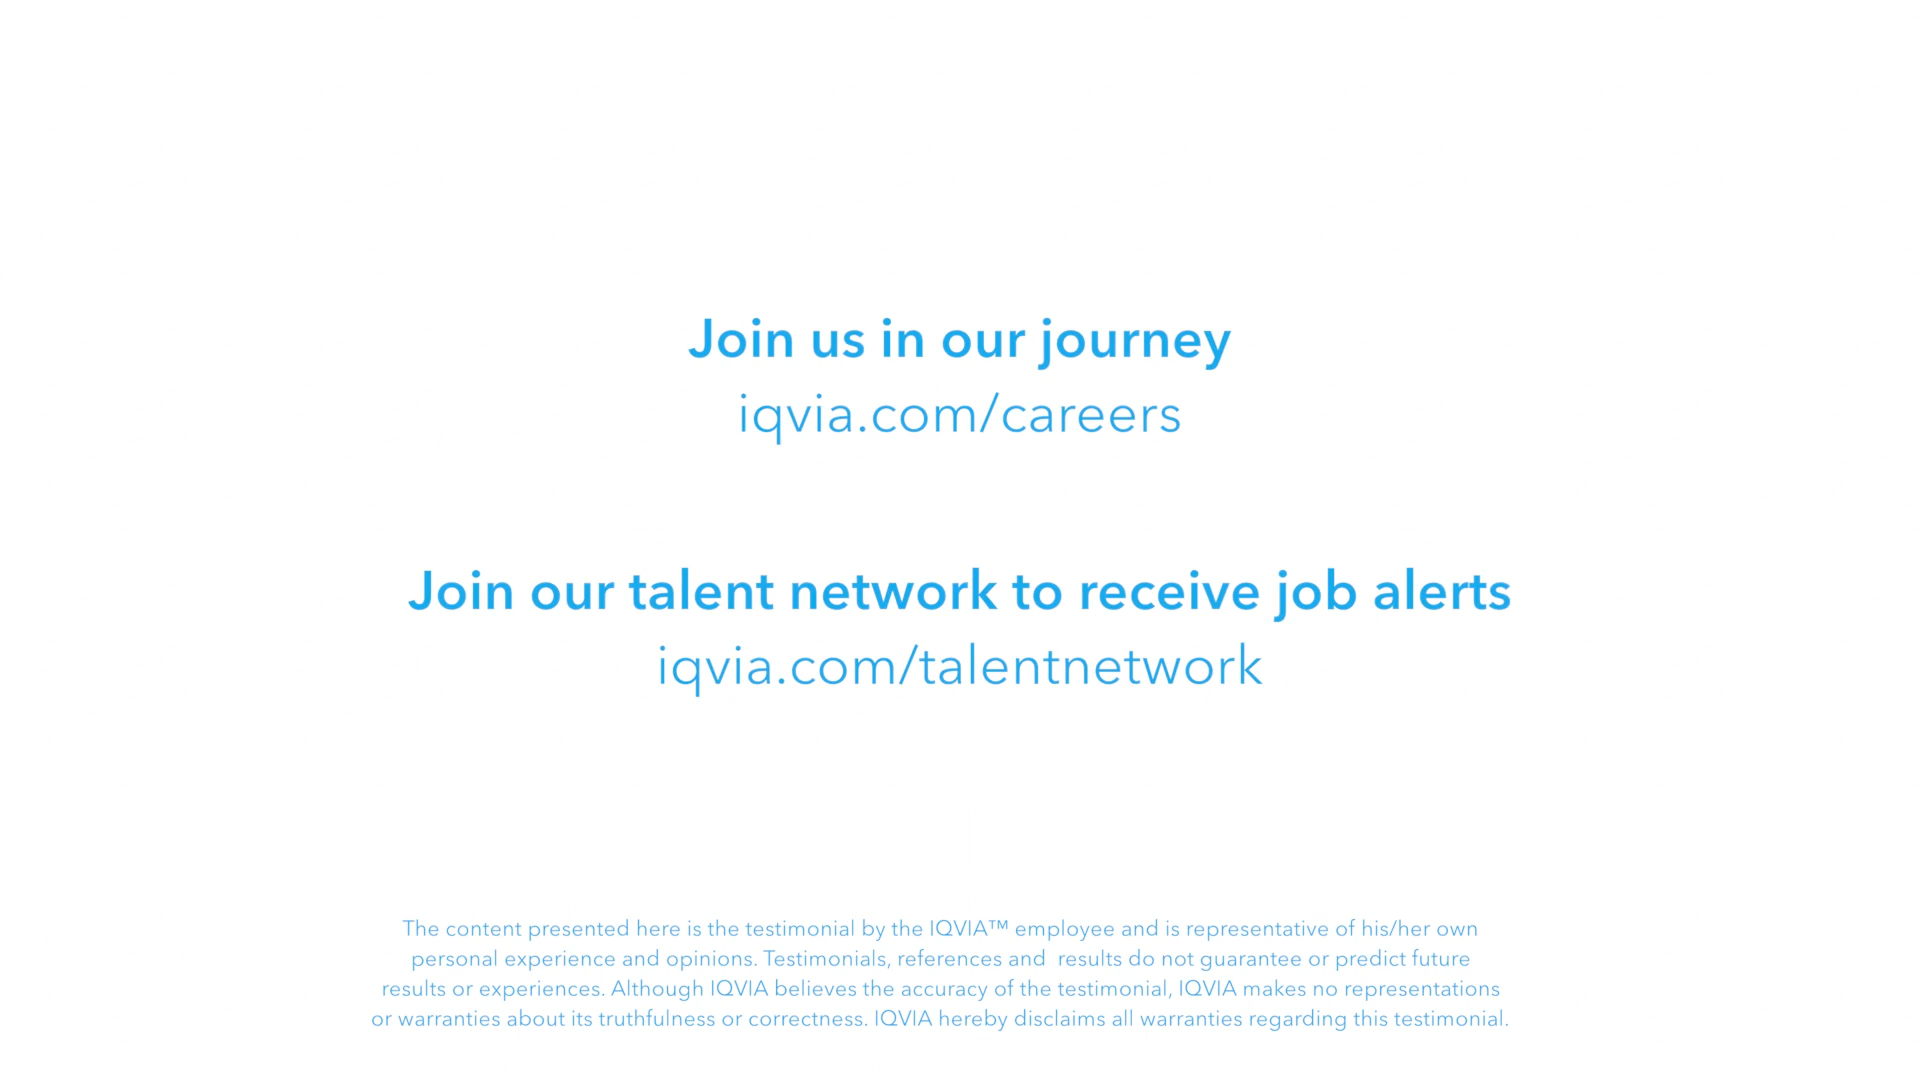 Join us in our journey
iqvia.com/careers
Join our talent network to receive job alerts
iqvia.com/talentnetwork
The content presented here is the testimonial by the IQVIA™ employee and is representative of his/her own
personal experience and opinions. Testimonials, references and  results do not guarantee or predict future
results or experiences. Although IQVIA believes the accuracy of the testimonial, IQVIA makes no representations
or warranties about its truthfulness or correctness. IQVIA hereby disclaims all warranties regarding this testimonial.